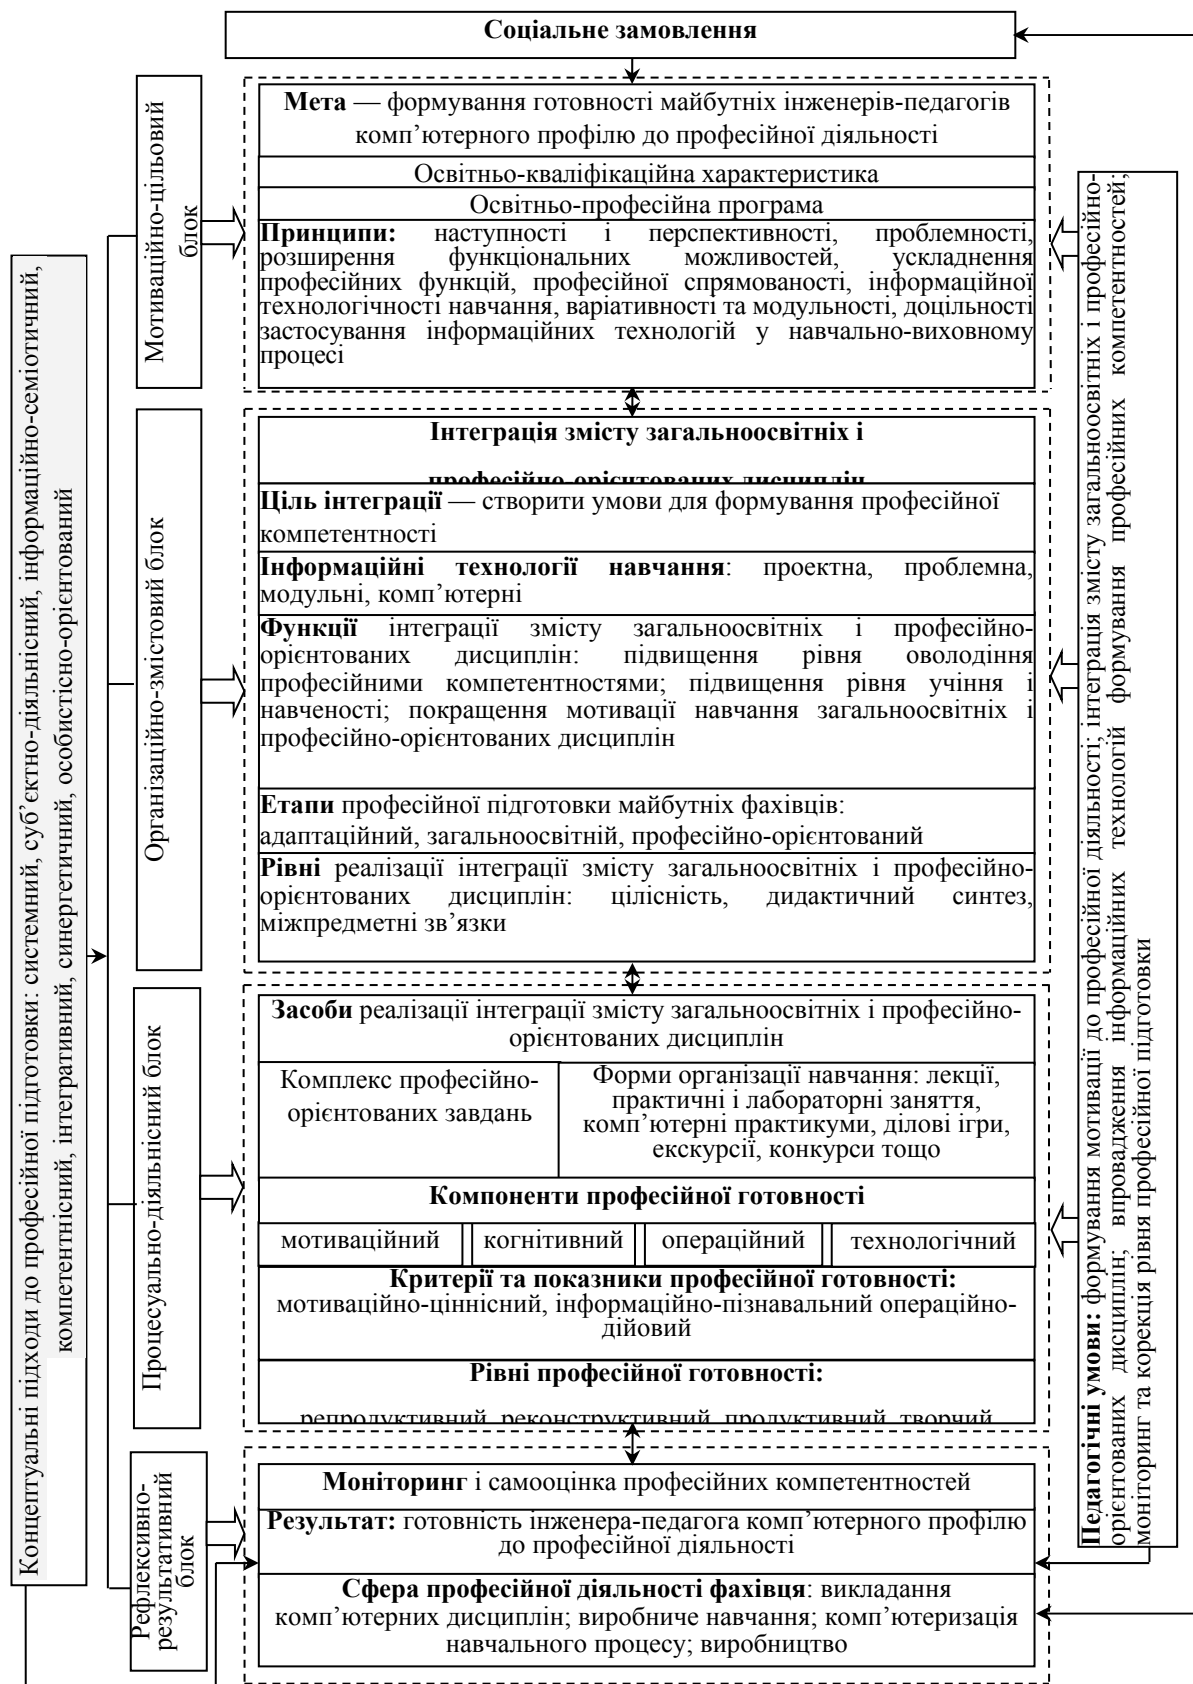 Соціальне замовлення
Концептуальні підходи до професійної підготовки: системний, суб’єктно-діяльнісний, інформаційно-семіотичний,
компетентнісний, інтегративний, синергетичний, особистісно-орієнтований
Мотиваційно-цільовий
блок
Мета — формування готовності майбутніх інженерів-педагогів
комп’ютерного профілю до професійної діяльності
Освітньо-кваліфікаційна характеристика
Освітньо-професійна програма
Принципи: наступності і перспективності, проблемності,
розширення функціональних можливостей, ускладнення
професійних функцій, професійної спрямованості, інформаційної
технологічності навчання, варіативності та модульності, доцільності
застосування інформаційних технологій у навчально-виховному
процесі
Організаційно-змістовий блок
Інтеграція змісту загальноосвітніх і
професійно-орієнтованих дисциплін
Ціль інтеграції — створити умови для формування професійної
компетентності
Інформаційні технології навчання: проектна, проблемна,
модульні, комп’ютерні
Функції інтеграції змісту загальноосвітніх і професійно-
орієнтованих дисциплін: підвищення рівня оволодіння
професійними компетентностями; підвищення рівня учіння і
навченості; покращення мотивації навчання загальноосвітніх і
професійно-орієнтованих дисциплін
Етапи професійної підготовки майбутніх фахівців:
адаптаційний, загальноосвітній, професійно-орієнтований
Рівні реалізації інтеграції змісту загальноосвітніх і професійно-
орієнтованих дисциплін: цілісність, дидактичний синтез,
міжпредметні зв’язки
Процесуально-діяльнісний блок
Засоби реалізації інтеграції змісту загальноосвітніх і професійно-
орієнтованих дисциплін
Комплекс професійно-
орієнтованих завдань
Форми організації навчання: лекції,
практичні і лабораторні заняття,
комп’ютерні практикуми, ділові ігри,
екскурсії, конкурси тощо
Компоненти професійної готовності
мотиваційний
когнітивний
операційний
технологічний
Критерії та показники професійної готовності:
мотиваційно-ціннісний, інформаційно-пізнавальний операційно-
дійовий
Рівні професійної готовності:
репродуктивний, реконструктивний, продуктивний, творчий
Рефлексивно-
результативний
блок
Моніторинг і самооцінка професійних компетентностей
Результат: готовність інженера-педагога комп’ютерного профілю
до професійної діяльності
Сфера професійної діяльності фахівця: викладання
комп’ютерних дисциплін; виробниче навчання; комп’ютеризація
навчального процесу; виробництво
Педагогічні умови: формування мотивації до професійної діяльності; інтеграція змісту загальноосвітніх і професійно-
орієнтованих дисциплін; впровадження інформаційних технологій формування професійних компетентностей;
моніторинг та корекція рівня професійної підготовки